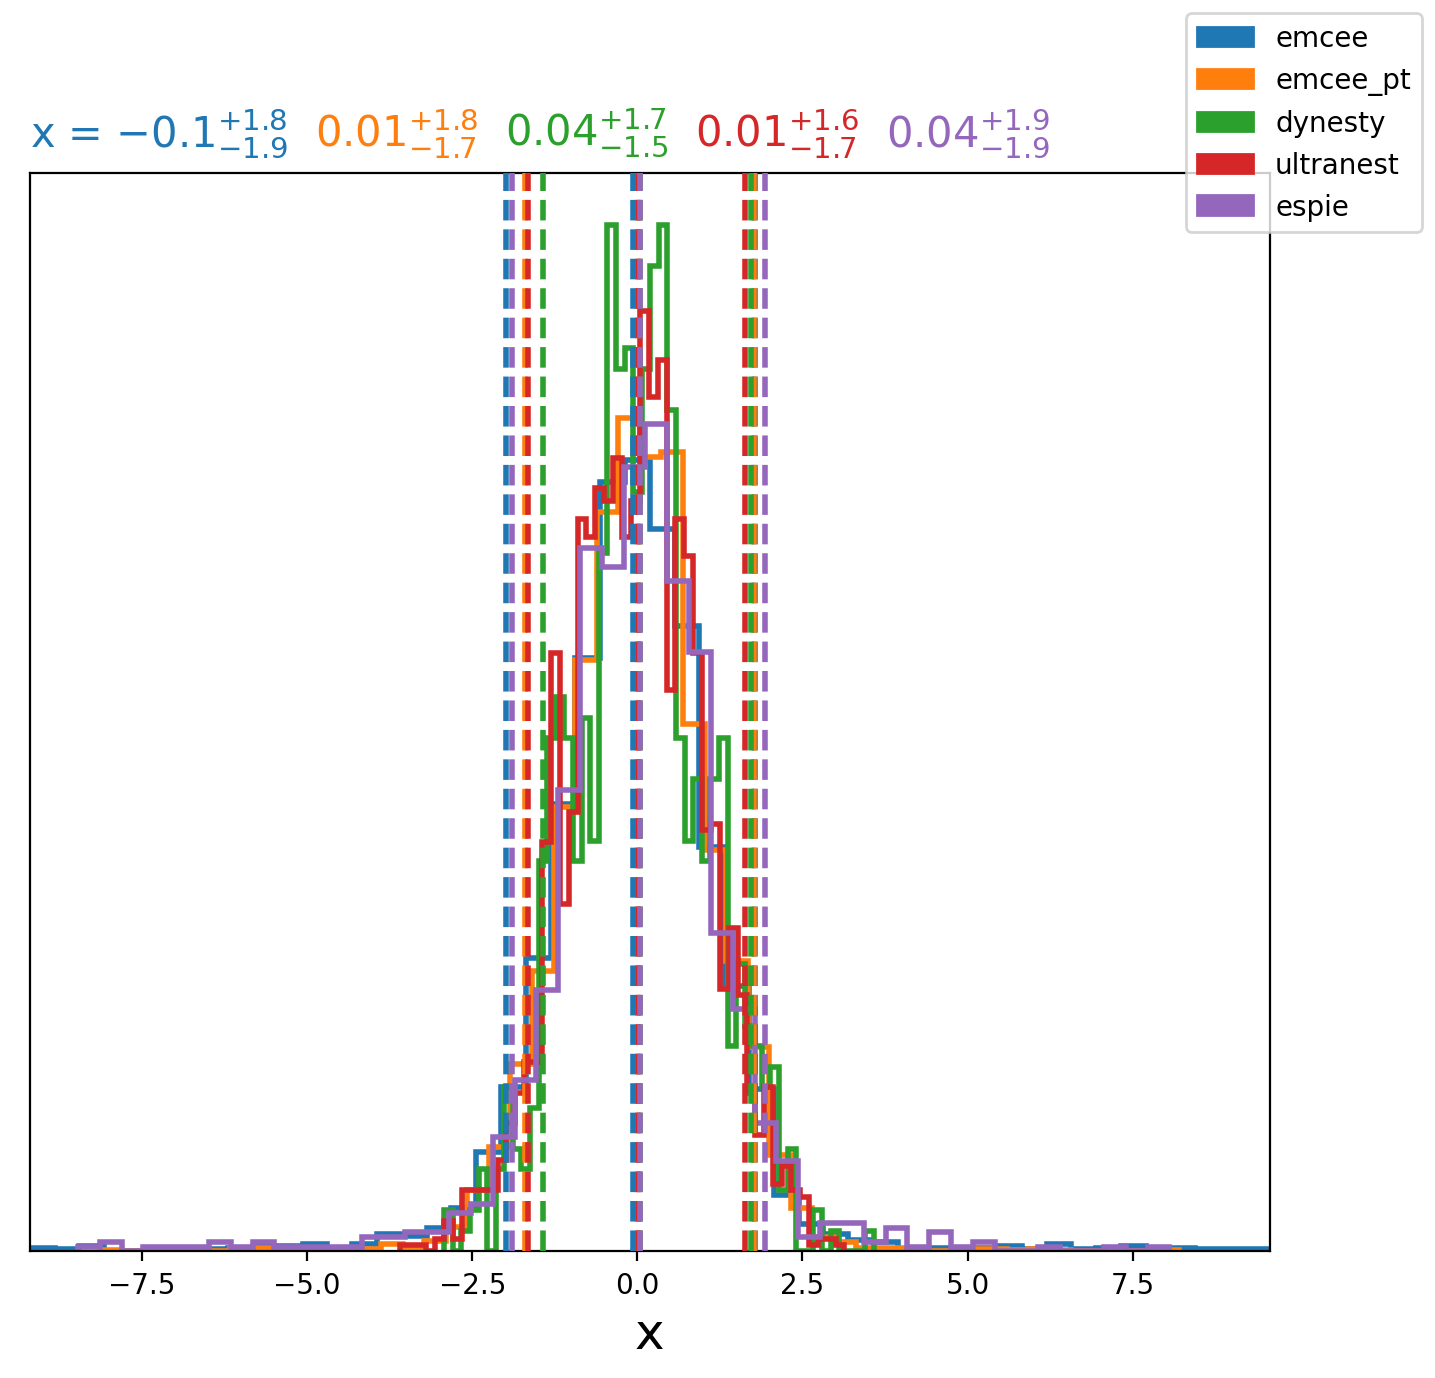 emcee
emcee_pt
dynesty
ultranest
espie
x = −0.1+1.8−1.9 0.01+1.8−1.7 0.04+1.7−1.5 0.01+1.6−1.7 0.04+1.9−1.9
−7.5 −5.0 −2.5 0.0 2.5 5.0 7.5
x